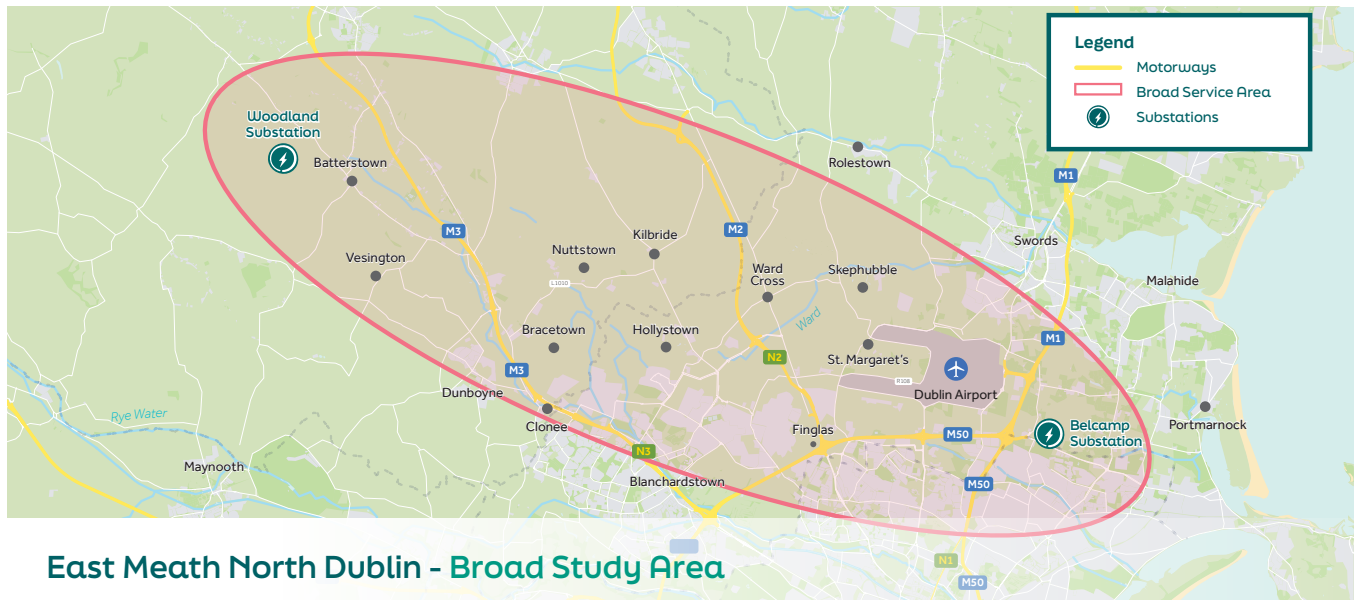 Legend
Motorways
Broad Service Area
Substations
Woodland
Substation
Batterstown
Rolestown
M1
M3
M2
Kilbride
Swords
Nuttstown
Vesington
Ward
Cross
Skephubble
Malahide
L1010
Ward
Bracetown
Hollystown
M1
N2
St. Margaret's
M3
R108
Dunboyne
Dublin Airport
Rye Water
Clonee
Finglas
M50
Belcamp
Substation
Portmarnock
N3
Maynooth
Blanchardstown
M50
N1
M50
East Meath North Dublin - Broad Study Area